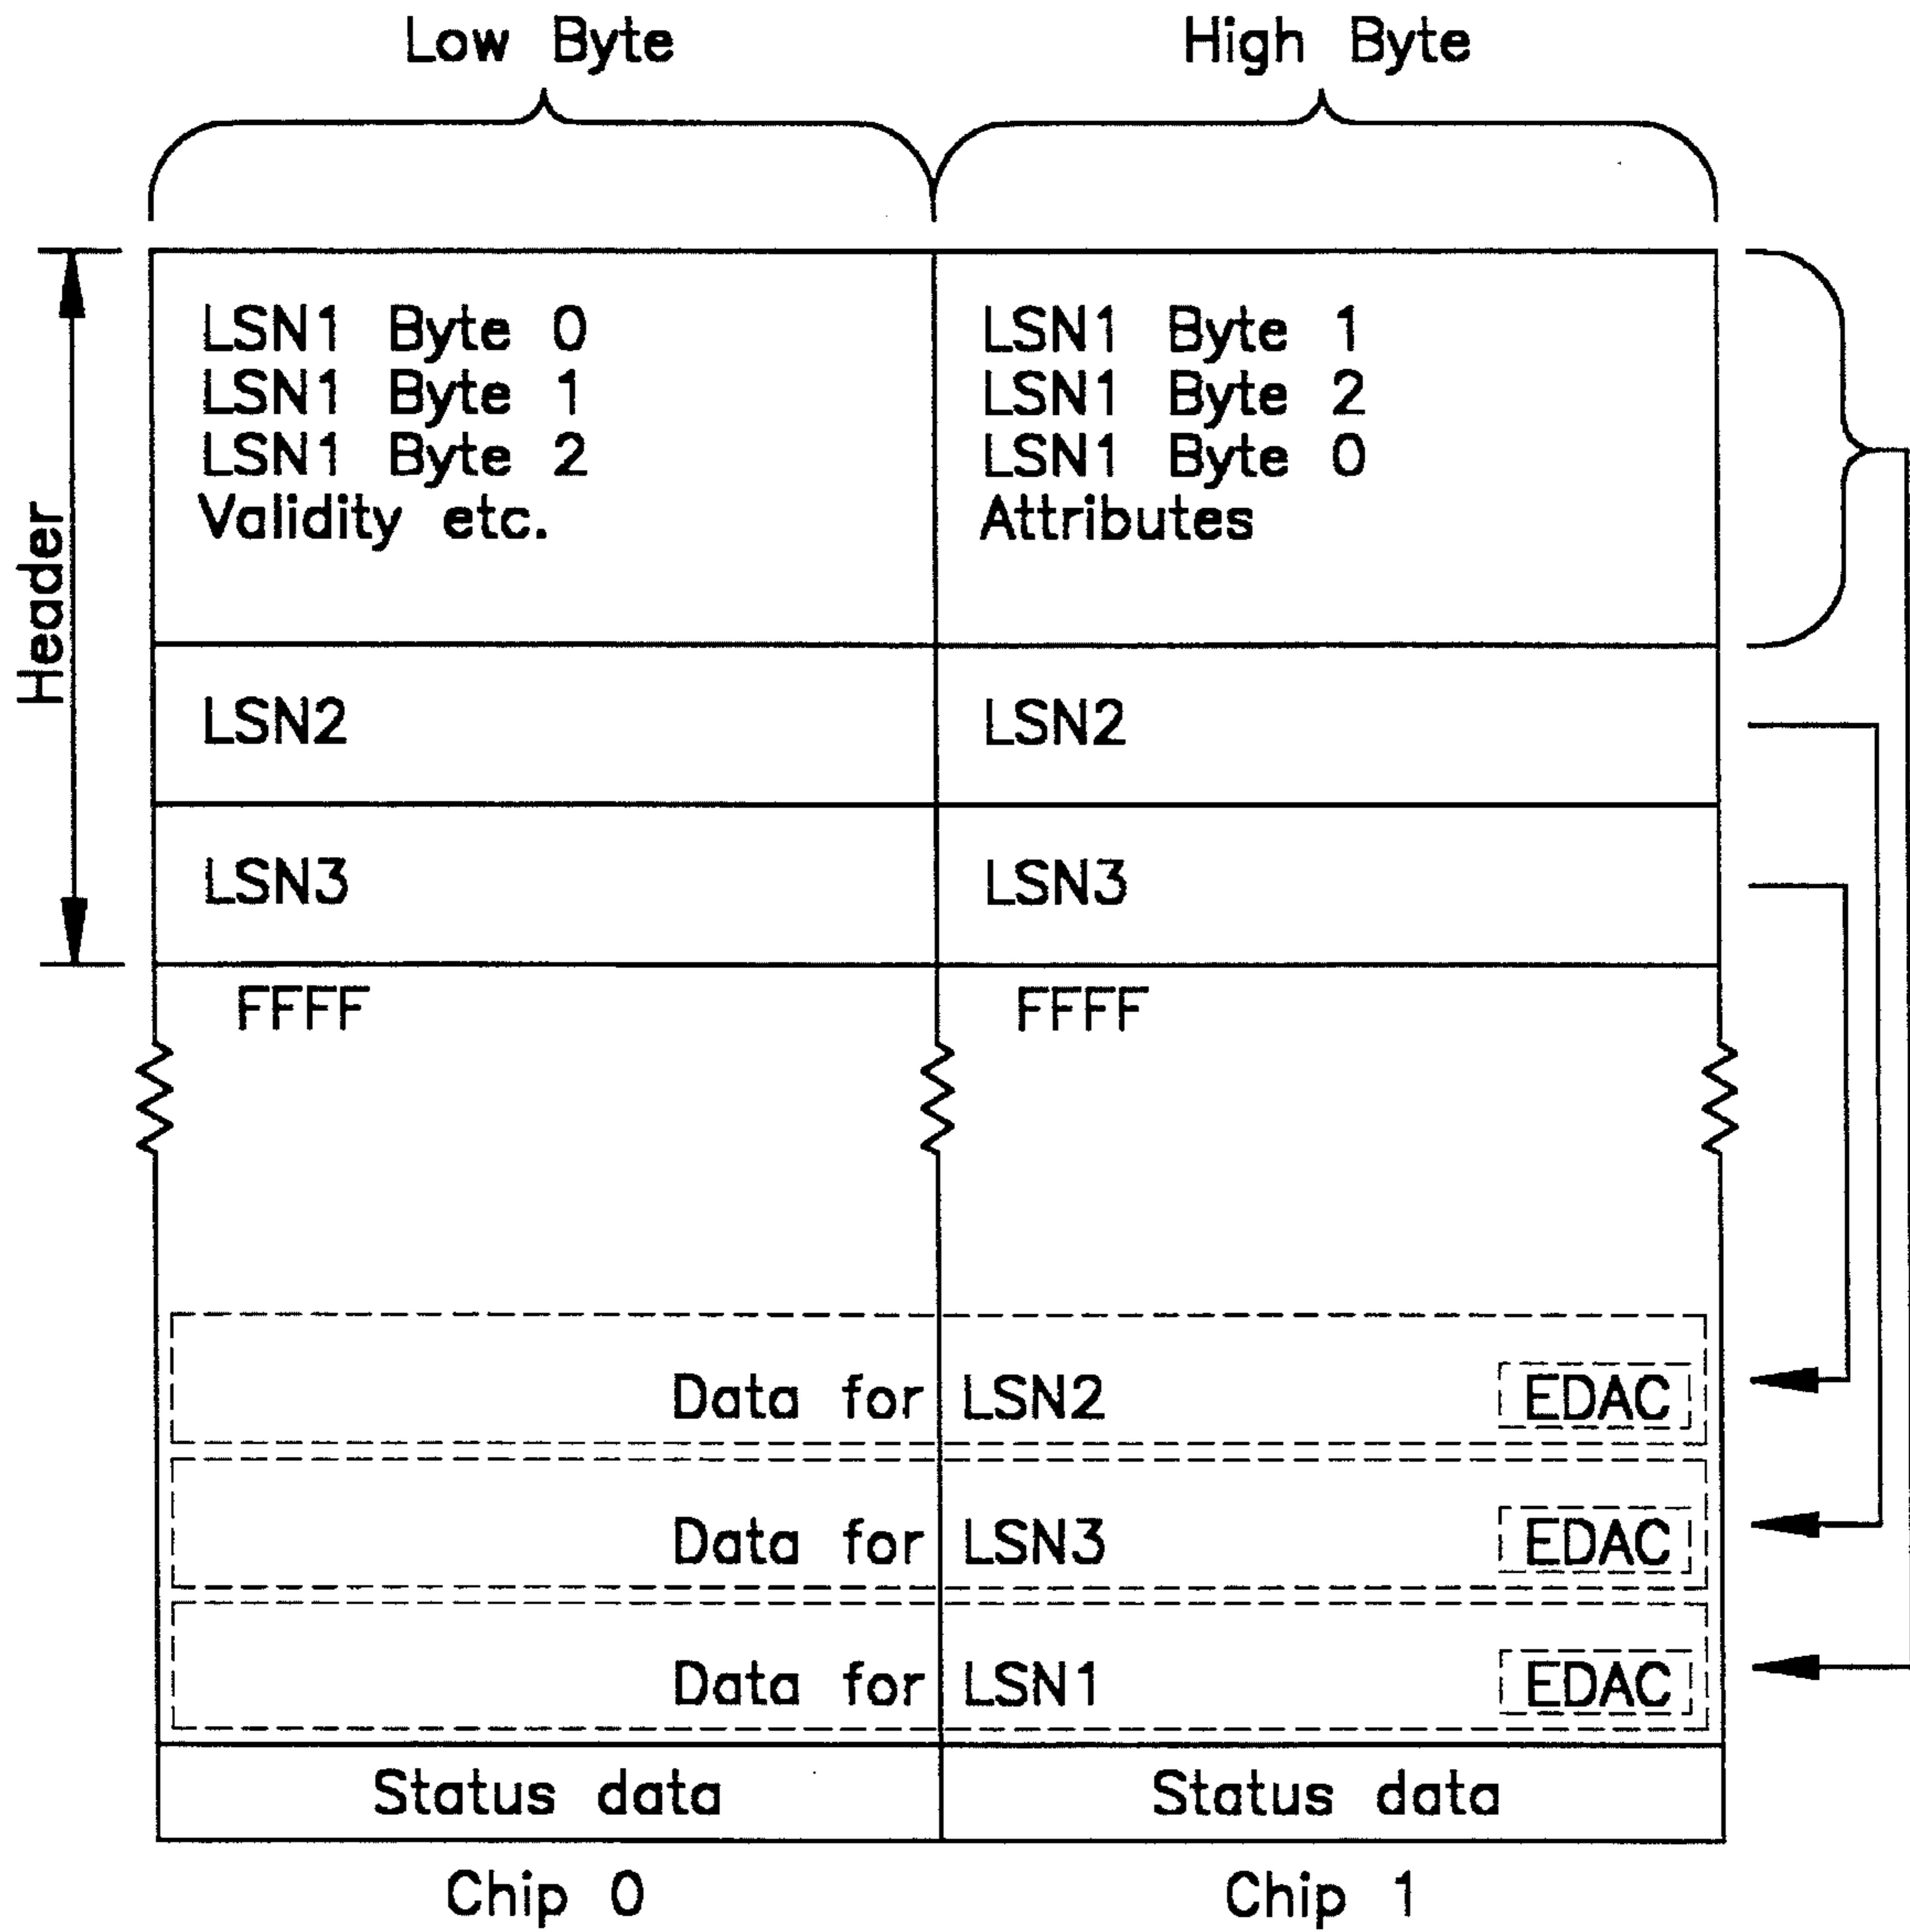 Low Byte High Byte
LSN1 Byte 0 LSN1 Byte 1
LSN1 Byte 1 LSN1 Byte 2
LSN1 Byte 2 LSN1 Byte 0
Validity etc. Attributes
Header
LSN2 LSN2
LSN3 LSN3
FFFF FFFF
Data for LSN2 EDAC
Data for LSN3 EDAC
Data for LSN1 EDAC
Status data Status data
Chip 0 Chip 1